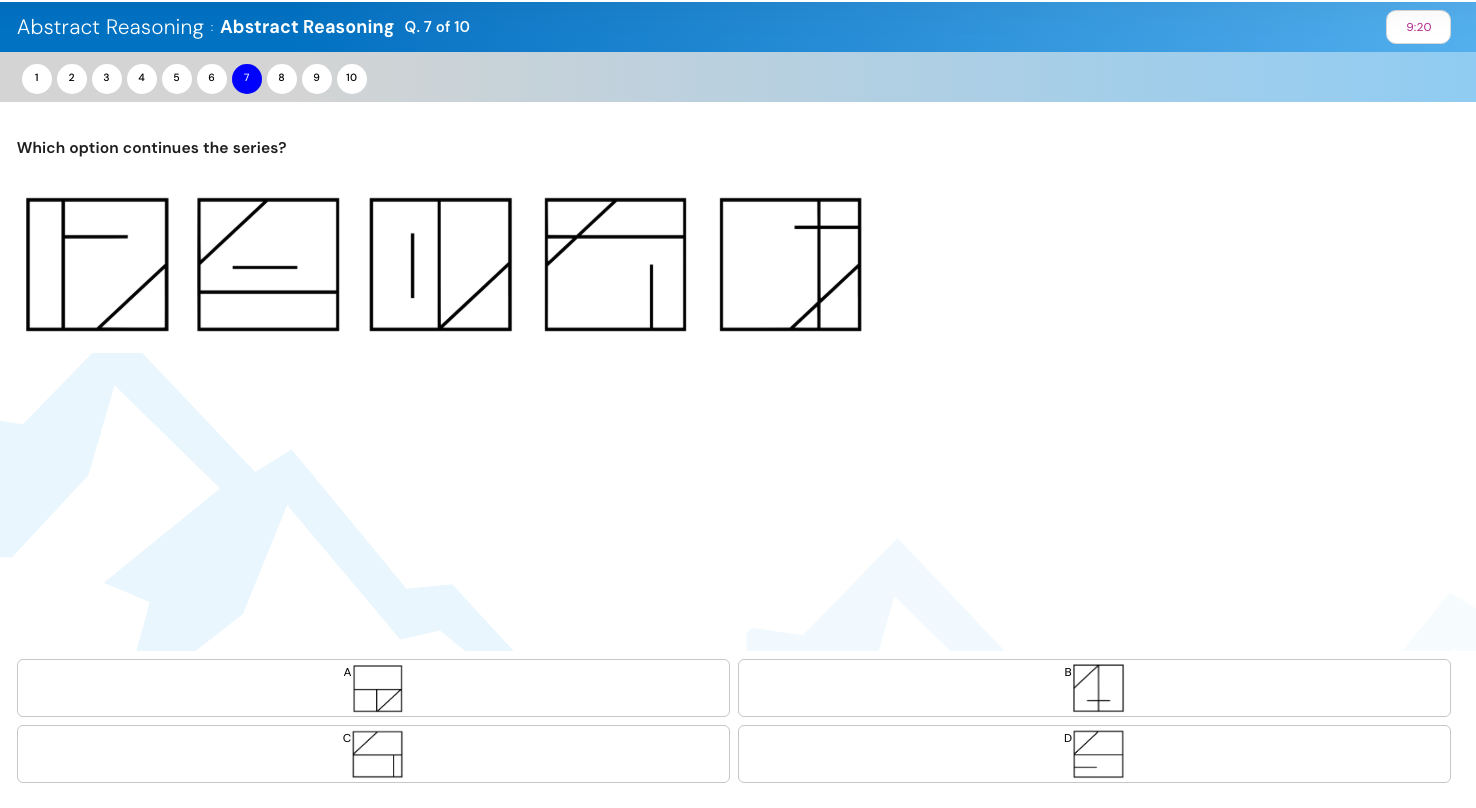 Abstract Reasoning : Abstract Reasoning Q. 7 of 10 9:20
1 2 3 4 5 6 7 8 9 10
Which option continues the series?
A B
C D